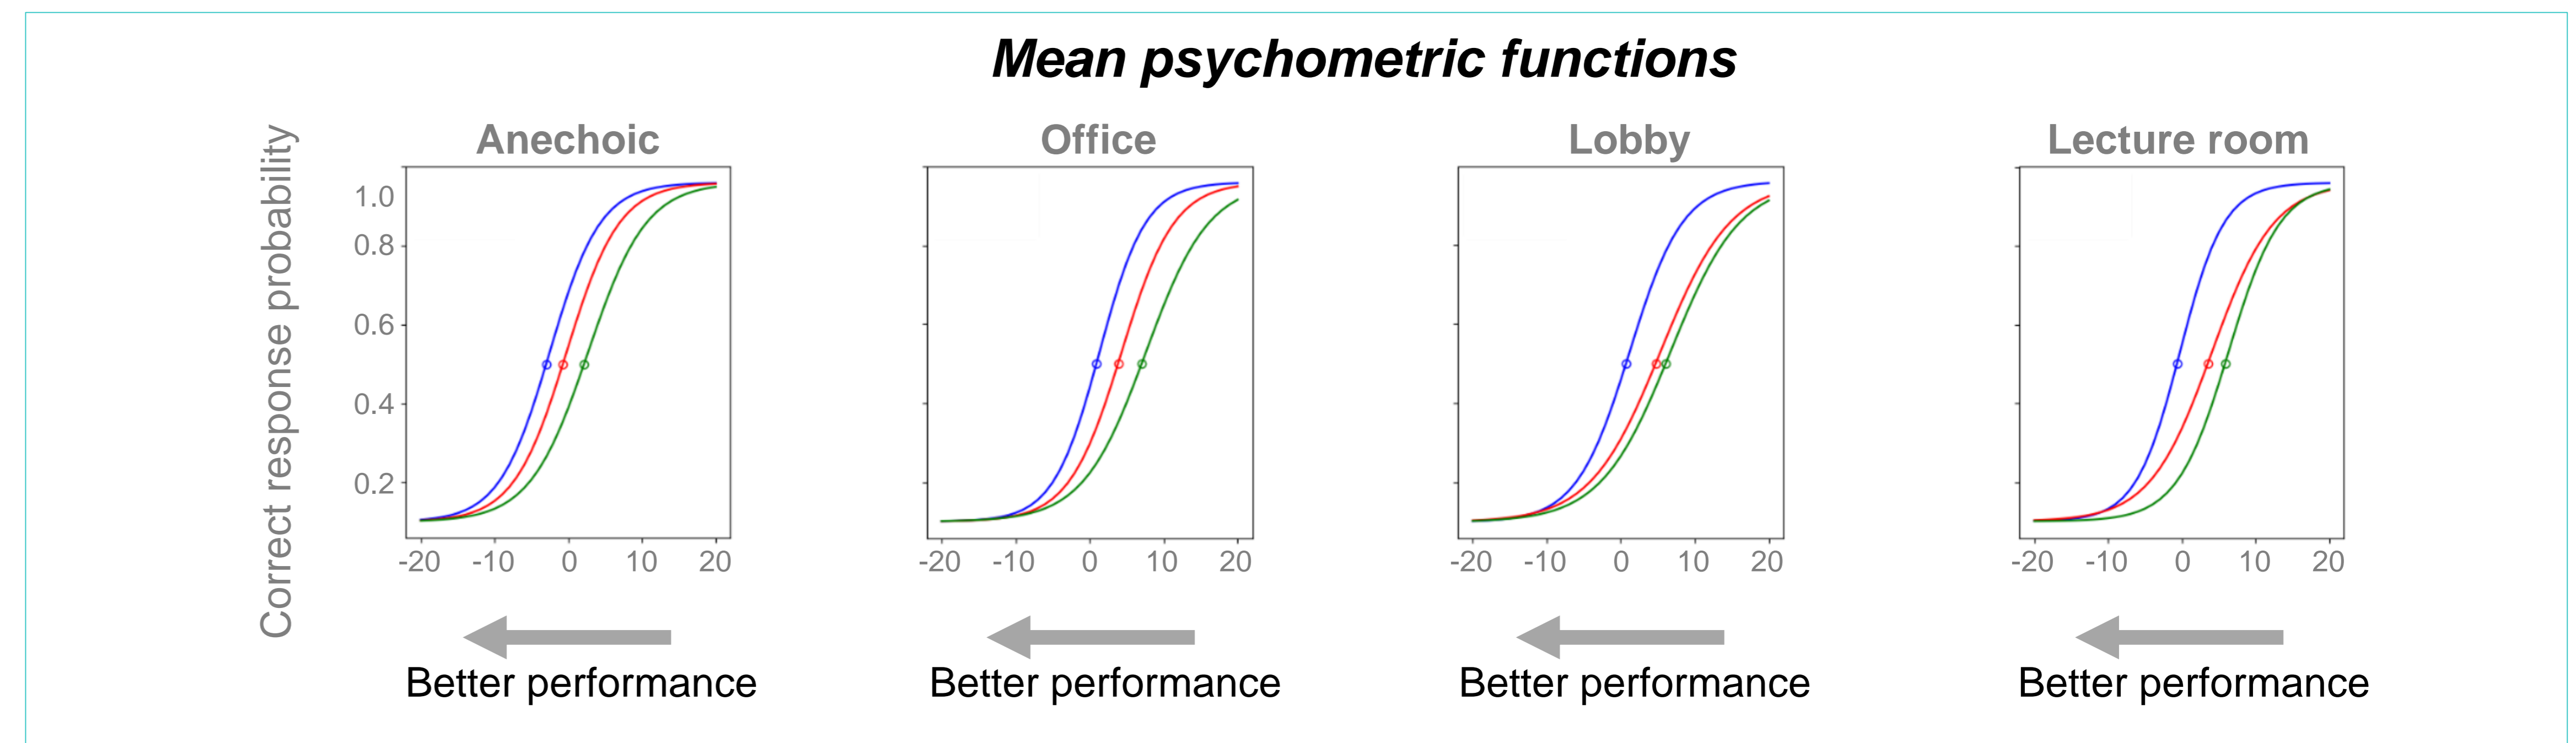 Mean psychometric functions
Anechoic
Office
Lobby
Lecture room
Correct response probability
1.0
0.8
0.6
0.4
0.2
-20 -10 0 10 20
-20 -10 0 10 20
-20 -10 0 10 20
-20 -10 0 10 20
Better performance
Better performance
Better performance
Better performance